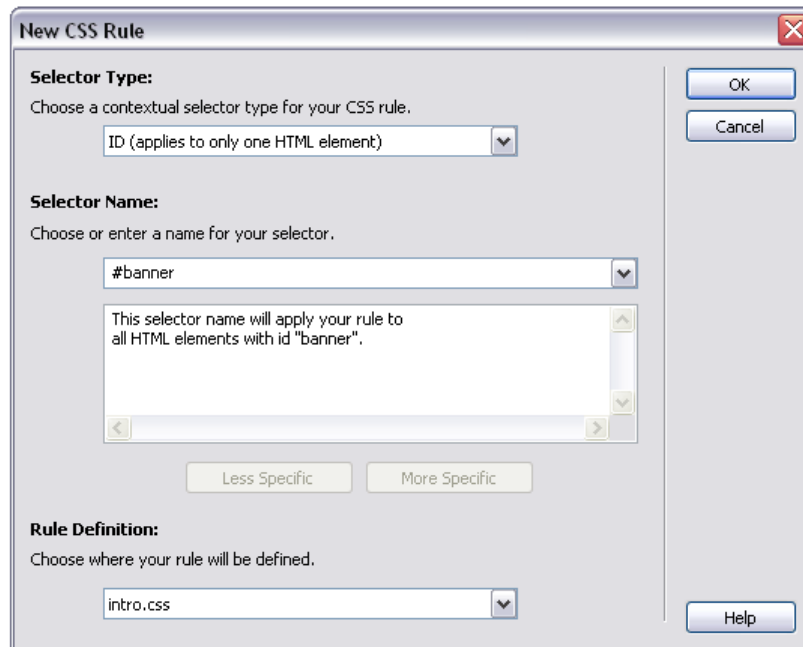 New CSS Rule
Selector Type:
Choose a contextual selector type for your CSS rule.
ID (applies to only one HTML element)
OK
Cancel
Selector Name:
Choose or enter a name for your selector.
#banner
This selector name will apply your rule to
all HTML elements with id "banner".
Less Specific
More Specific
Rule Definition:
Choose where your rule will be defined.
intro.css
Help